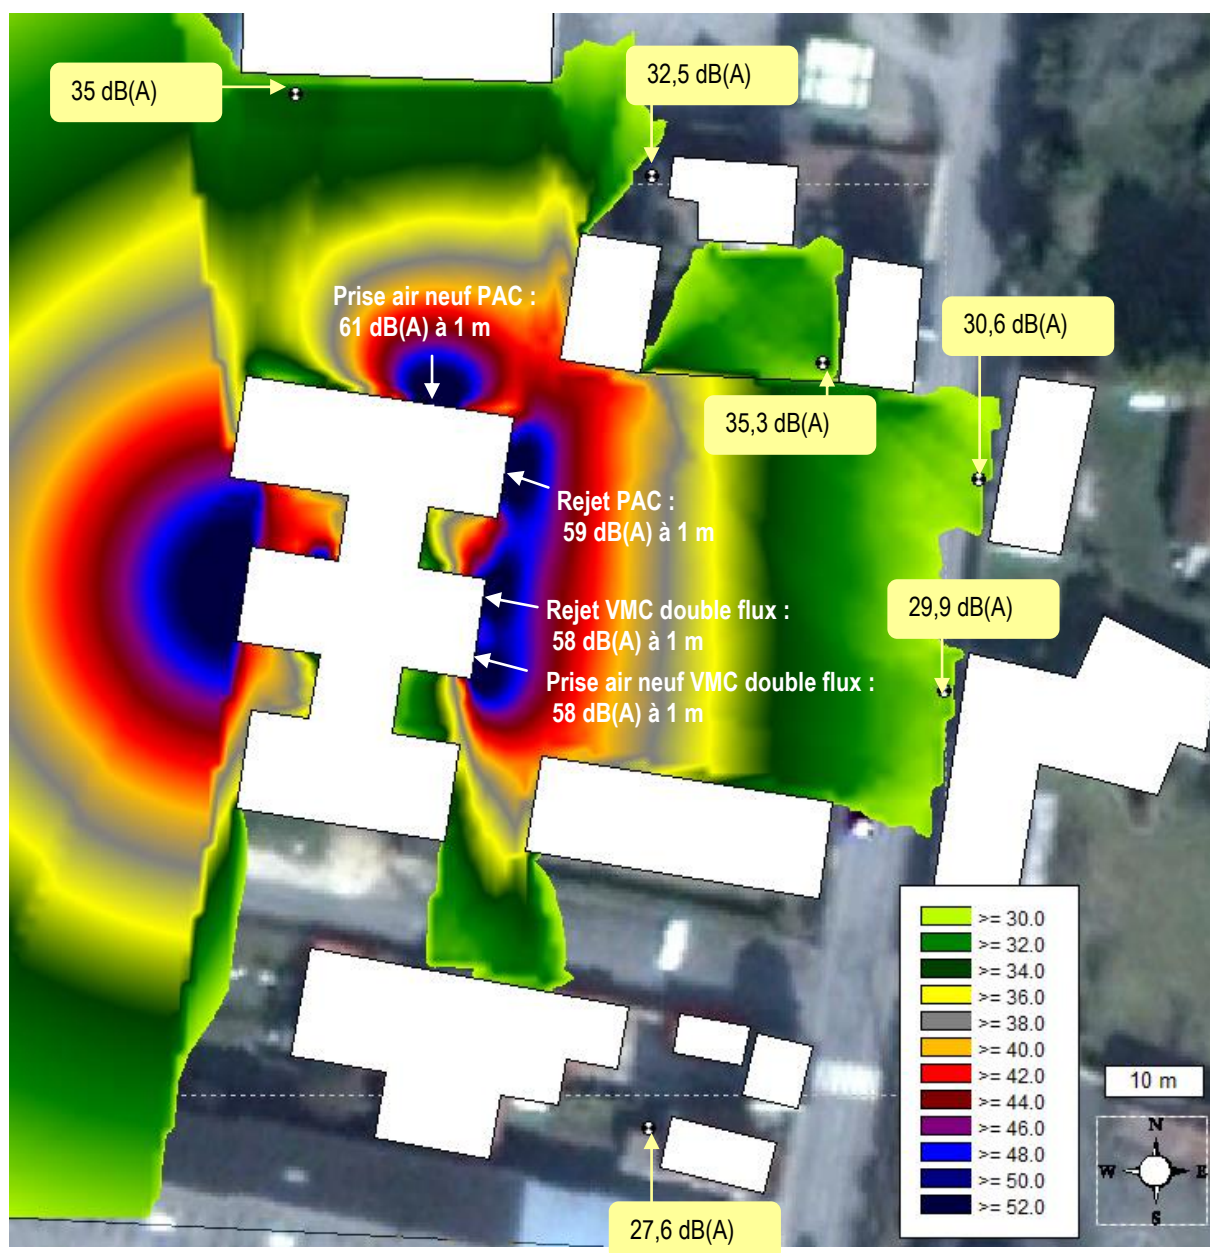 35 dB(A)
32,5 dB(A)
Prise air neuf PAC :
61 dB(A) à 1 m
30,6 dB(A)
35,3 dB(A)
Rejet PAC :
59 dB(A) à 1 m
Rejet VMC double flux :
58 dB(A) à 1 m
29,9 dB(A)
Prise air neuf VMC double flux :
58 dB(A) à 1 m
>= 30.0
>= 32.0
>= 34.0
>= 36.0
>= 38.0
>= 40.0
>= 42.0
>= 44.0
>= 46.0
>= 48.0
>= 50.0
>= 52.0
10 m
N
W E
S
27,6 dB(A)